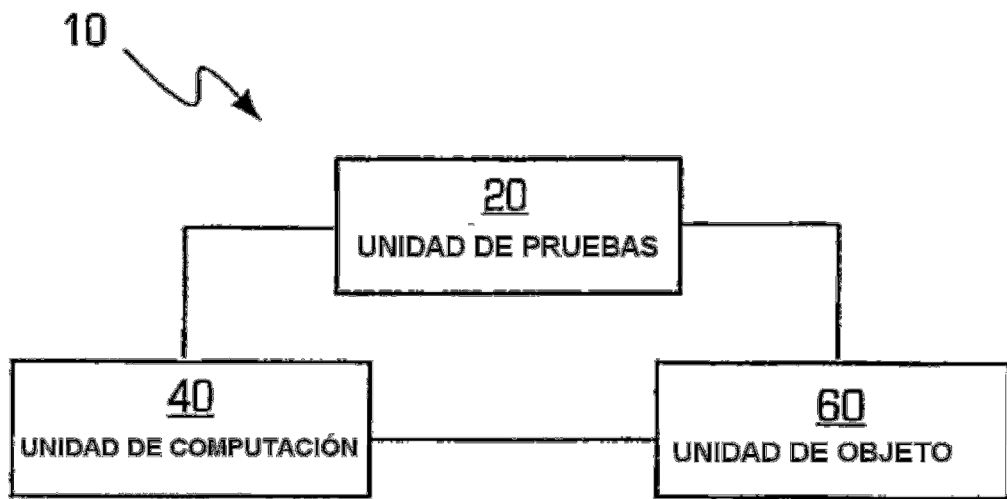 10
20
UNIDAD DE PRUEBAS
40
UNIDAD DE COMPUTACIÓN
60
UNIDAD DE OBJETO